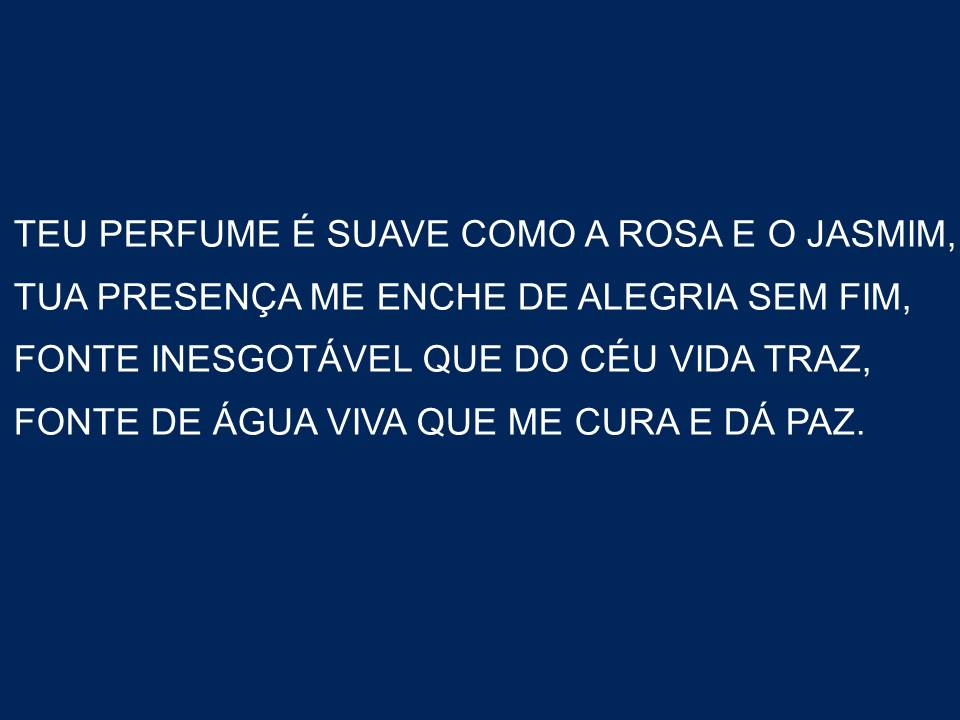 TEU PERFUME É SUAVE COMO A ROSA E O JASMIM,
TUA PRESENÇA ME ENCHE DE ALEGRIA SEM FIM,
FONTE INESGOTÁVEL QUE DO CÉU VIDA TRAZ,
FONTE DE ÁGUA VIVA QUE ME CURA E DÁ PAZ.